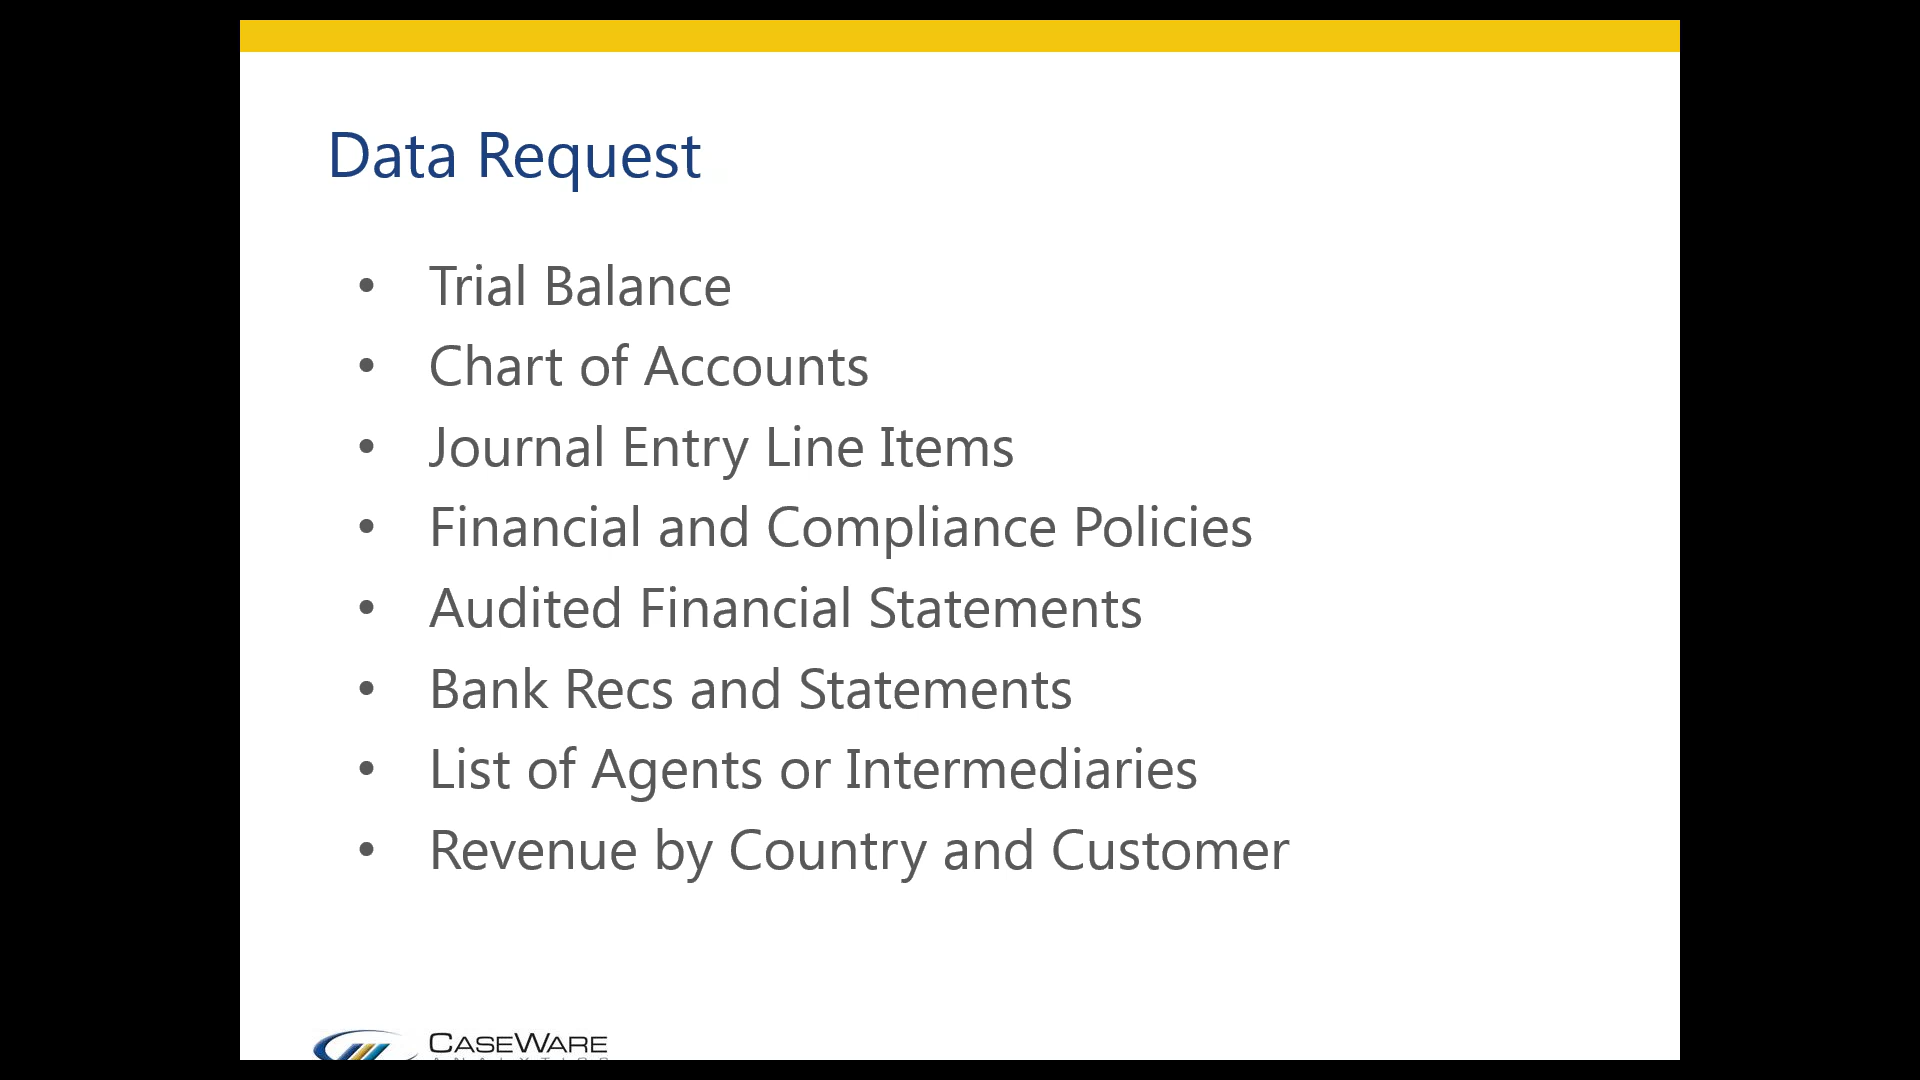 Data Request
• Trial Balance
• Chart of Accounts
• Journal Entry Line Items
• Financial and Compliance Policies
• Audited Financial Statements
• Bank Recs and Statements
• List of Agents or Intermediaries
• Revenue by Country and Customer
CASEWARE